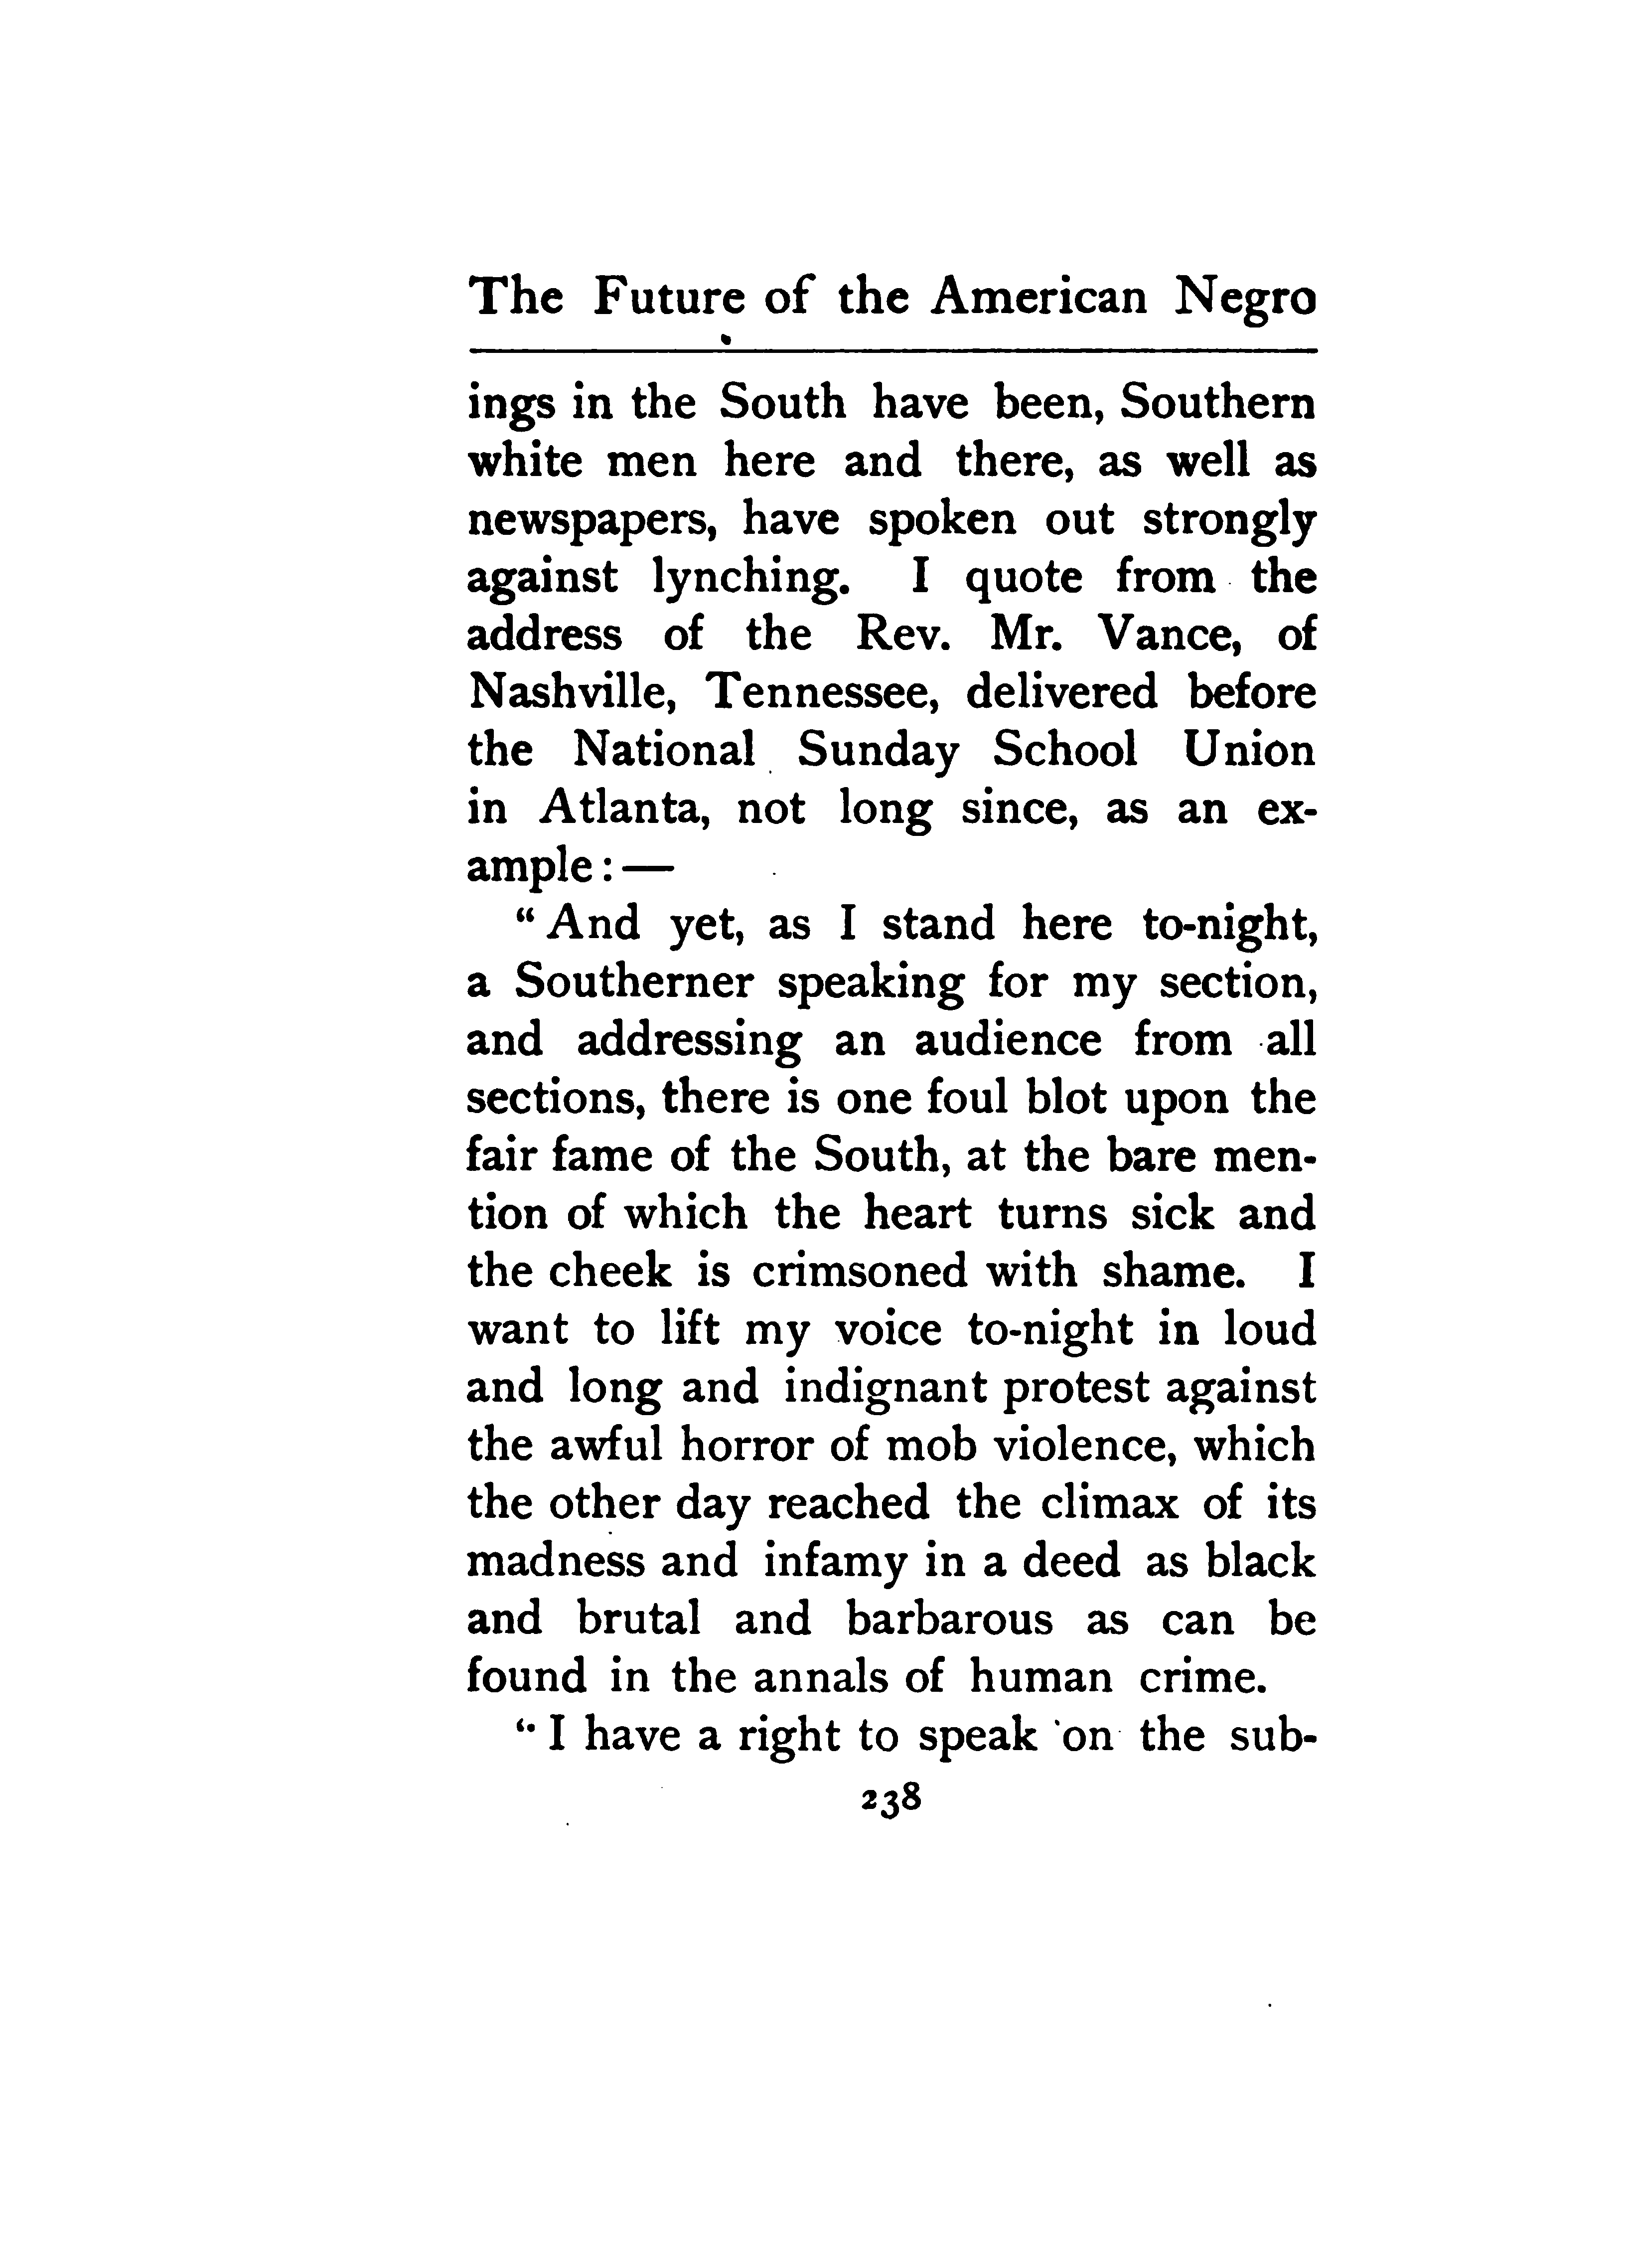 The Future of the American Negro
ings in the South have been, Southern
white men here and there, as well as
newspapers, have spoken out strongly
against lynching. I quote from the
address of the Rev. Mr. Vance, of
Nashville, Tennessee, delivered before
the National Sunday School Union
in Atlanta, not long since, as an ex-
ample: —
“ And yet, as I stand here to-night,
a Southerner speaking for my section,
and addressing an audience from all
sections, there is one foul blot upon the
fair fame of the South, at the bare men-
tion of which the heart turns sick and
the cheek is crimsoned with shame. I
want to lift my voice to-night in loud
and long and indignant protest against
the awful horror of mob violence, which
the other day reached the climax of its
madness and infamy in a deed as black
and brutal and barbarous as can be
found in the annals of human crime.
“ I have a right to speak on the sub-
238